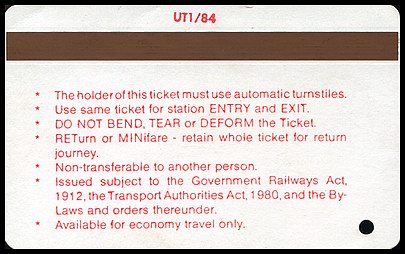 UT1/84
* The holder of this ticket must use automatic turnstiles.
* Use same ticket for station ENTRY and EXIT.
* DO NOT BEND, TEAR or DEFORM the Ticket.
* RETurn or MINifare - retain whole ticket for return
journey.
* Non-transferable to another person.
* Issued subject to the Government Railways Act,
1912, the Transport Authorities Act, 1980, and the By-
Laws and orders thereunder.
* Available for economy travel only.